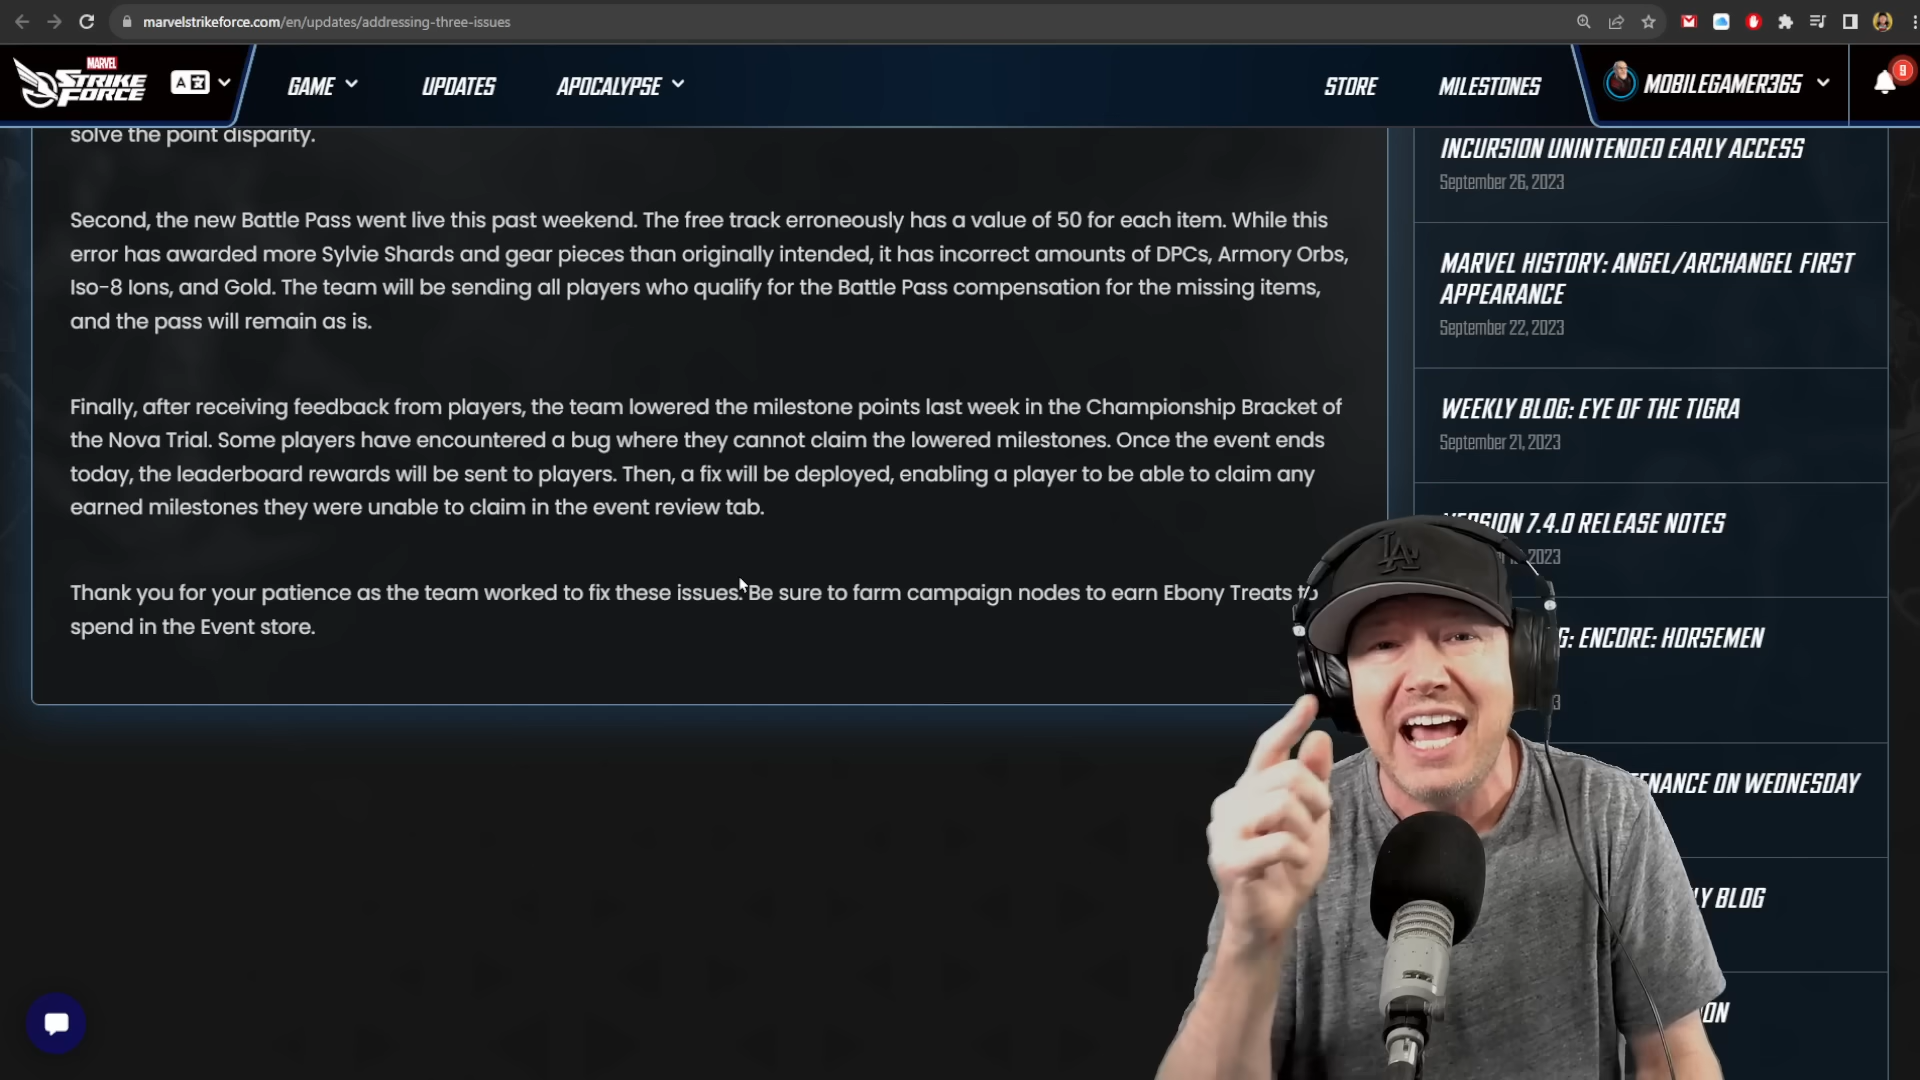 marvelstrikeforce.com/en/updates/addressing-three-issues
MARVEL
STRIKE
FORCE
A
GAME
UPDATES
APOCALYPSE
STORE
MILESTONES
MOBILEGAMER365
9
solve the point disparity.
Second, the new Battle Pass went live this past weekend. The free track erroneously has a value of 50 for each item. While this
error has awarded more Sylvie Shards and gear pieces than originally intended, it has incorrect amounts of DPCs, Armory Orbs,
Iso-8 Ions, and Gold. The team will be sending all players who qualify for the Battle Pass compensation for the missing items,
and the pass will remain as is.
Finally, after receiving feedback from players, the team lowered the milestone points last week in the Championship Bracket of
the Nova Trial. Some players have encountered a bug where they cannot claim the lowered milestones. Once the event ends
today, the leaderboard rewards will be sent to players. Then, a fix will be deployed, enabling a player to be able to claim any
earned milestones they were unable to claim in the event review tab.
Thank you for your patience as the team worked to fix these issues. Be sure to farm campaign nodes to earn Ebony Treats to
spend in the Event store.
INCURSION UNINTENDED EARLY ACCESS
September 26, 2023
MARVEL HISTORY: ANGEL/ARCHANGEL FIRST
APPEARANCE
September 22, 2023
WEEKLY BLOG: EYE OF THE TIGRA
September 21, 2023
7.4.0 RELEASE NOTES
2023
ENCORE: HORSEMEN
3
ON WEDNESDAY
BLOG
ON
LA